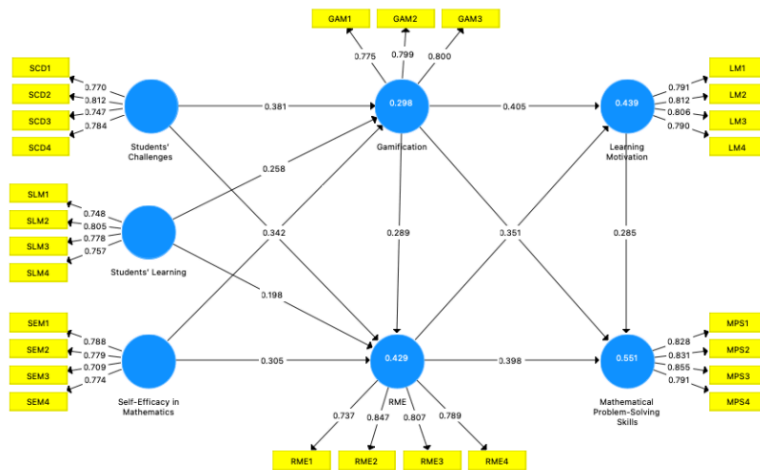 GAM1 GAM2 GAM3
0.775 0.799 0.800
SCD1
SCD2
SCD3
SCD4
0.770
0.812
0.747
0.784
Students'
Challenges
0.381
0.298
Gamification
0.405
0.439
Learning
Motivation
0.791
0.812
0.806
0.790
LM1
LM2
LM3
LM4
0.258
SLM1
SLM2
SLM3
SLM4
0.748
0.805
0.778
0.757
Students' Learning
0.342
0.289
0.351
0.285
0.198
SEM1
SEM2
SEM3
SEM4
0.788
0.779
0.709
0.774
Self-Efficacy in
Mathematics
0.305
0.429
RME
0.398
0.551
Mathematical
Problem-Solving
Skills
0.828
0.831
0.855
0.791
MPS1
MPS2
MPS3
MPS4
0.737 0.847 0.807 0.789
RME1 RME2 RME3 RME4